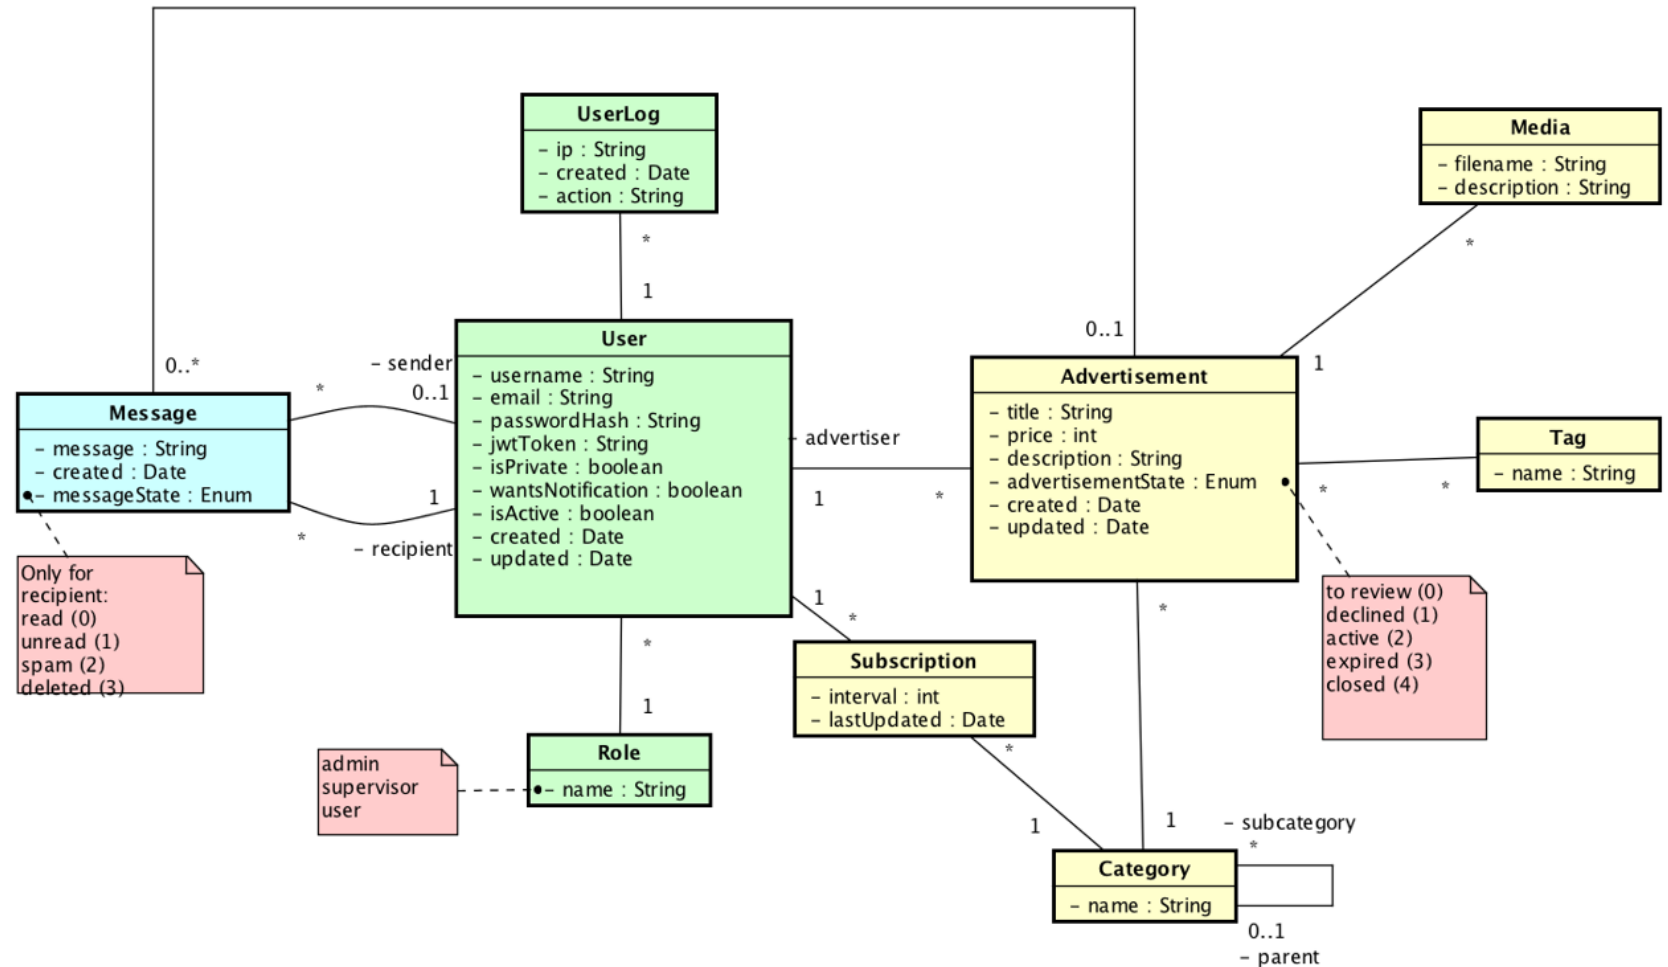 UserLog
– ip : String
– created : Date
– action : String
*
1
Media
– filename : String
– description : String
*
1
0..1
0..*
Message
– message : String
– created : Date
– messageState : Enum
Only for
recipient:
read (0)
unread (1)
spam (2)
deleted (3)
*
– sender
0..1
*
1
– recipient
User
– username : String
– email : String
– passwordHash : String
– jwtToken : String
– isPrivate : boolean
– wantsNotification : boolean
– isActive : boolean
– created : Date
– updated : Date
– advertiser
1
*
Advertisement
– title : String
– price : int
– description : String
– advertisementState : Enum
– created : Date
– updated : Date
*
*
Tag
– name : String
to review (0)
declined (1)
active (2)
expired (3)
closed (4)
1
*
Subscription
– interval : int
– lastUpdated : Date
*
1
*
1
Role
– name : String
admin
supervisor
user
*
1
Category
– name : String
– subcategory
*
0..1
– parent